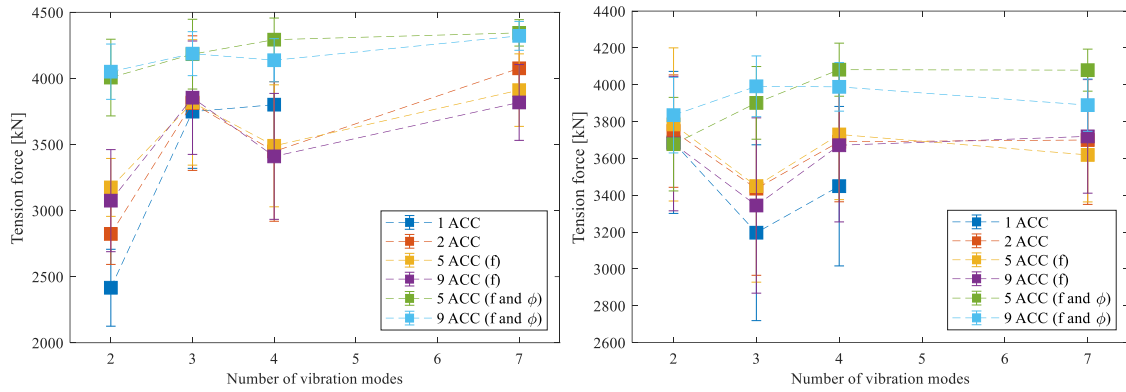 4500
4000
3500
3000
2500
2000
Tension force [kN]
2 3 4 5 6 7
Number of vibration modes
1 ACC
2 ACC
5 ACC (f)
9 ACC (f)
5 ACC (f and ϕ)
9 ACC (f and ϕ)
4400
4200
4000
3800
3600
3400
3200
3000
2800
2600
Tension force [kN]
2 3 4 5 6 7
Number of vibration modes
1 ACC
2 ACC
5 ACC (f)
9 ACC (f)
5 ACC (f and ϕ)
9 ACC (f and ϕ)